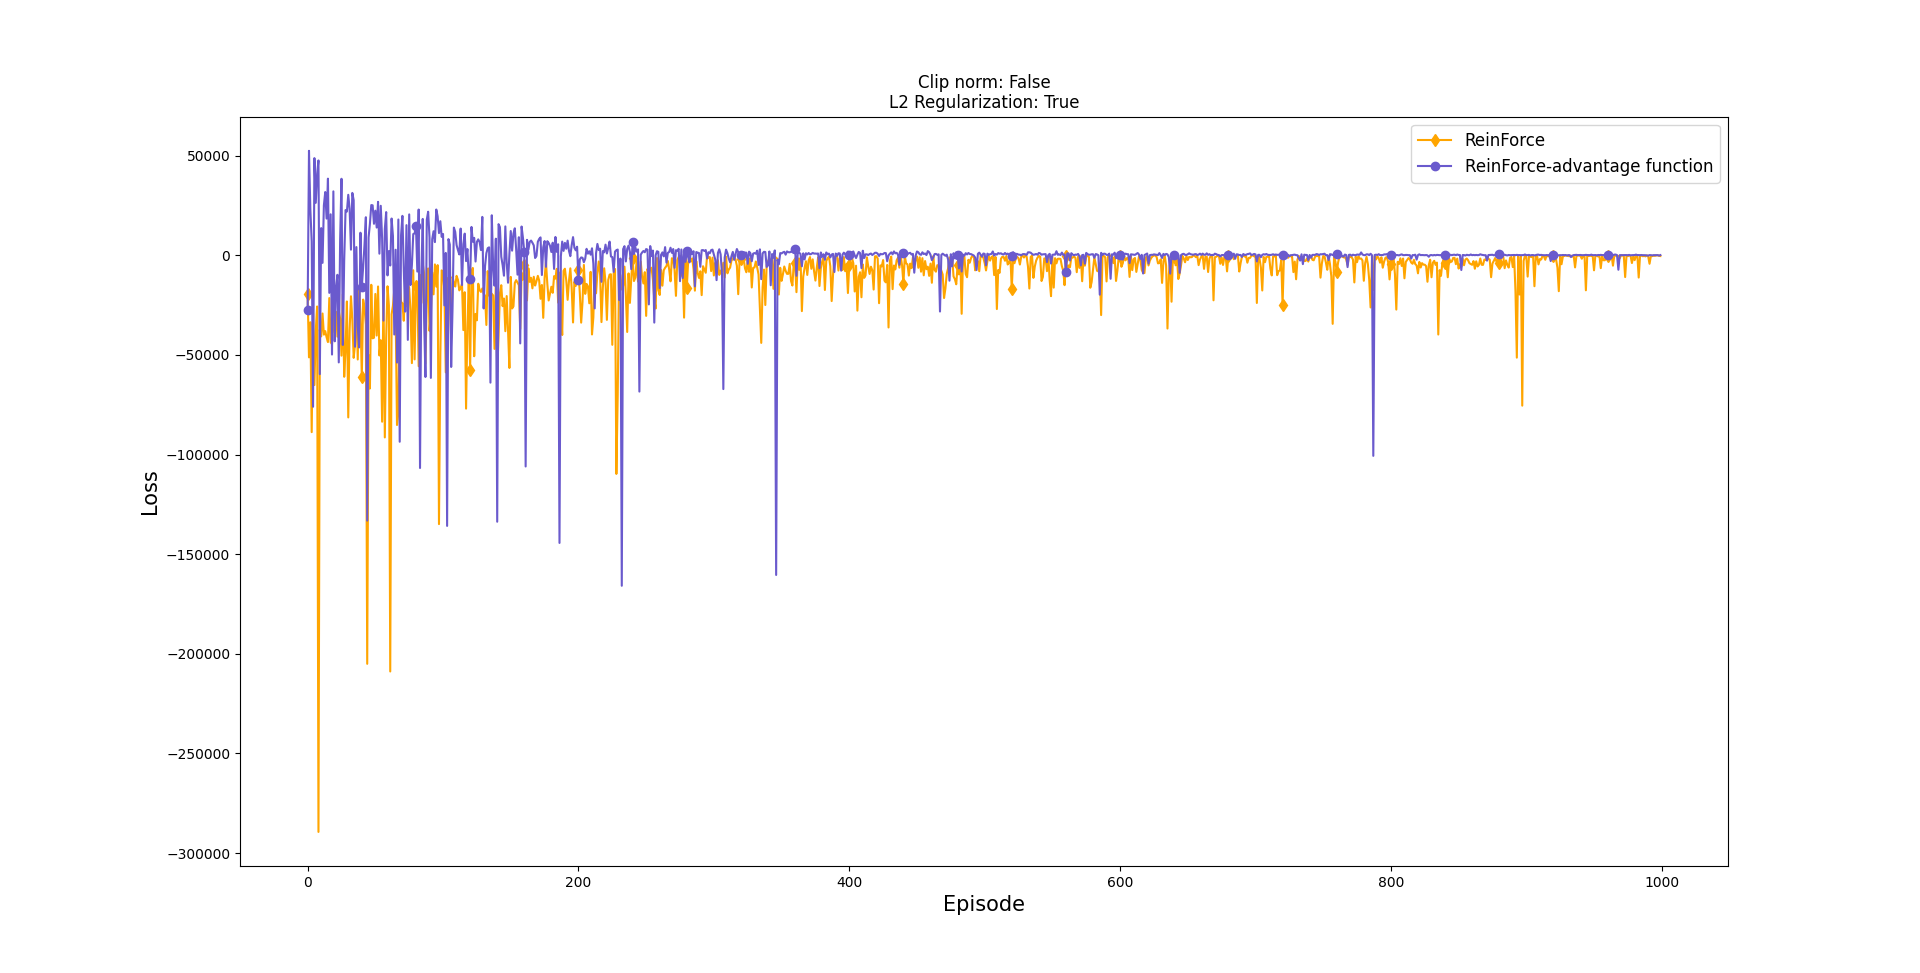 Clip norm: False
L2 Regularization: True
ReinForce
ReinForce-advantage function
50000
0
−50000
−100000
−150000
−200000
−250000
−300000
Loss
0
200
400
600
800
1000
Episode